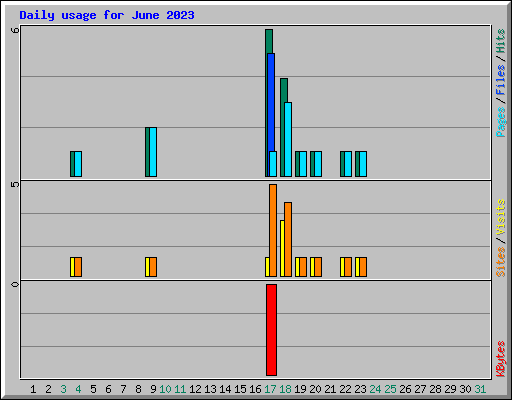 Daily usage for June 2023
6
Pages / Files / Hits
5
Sites / Visits
0
KBytes
1 2 3 4 5 6 7 8 9 10 11 12 13 14 15 16 17 18 19 20 21 22 23 24 25 26 27 28 29 30 31